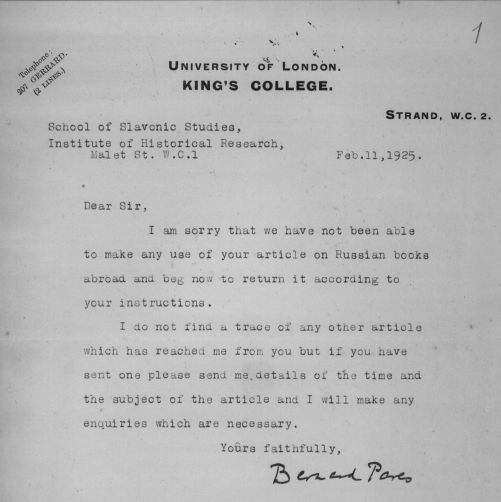 1
Telephone:
207 GERRARD.
(2 LINES.)
UNIVERSITY OF LONDON.
KING'S COLLEGE.
STRAND, W.C. 2.
School of Slavonic Studies,
Institute of Historical Research,
Malet St. W.C.1
Feb.11,1925.
Dear Sir,
I am sorry that we have not been able
to make any use of your article on Russian books
abroad and beg now to return it according to
your instructions.
I do not find a trace of any other article
which has reached me from you but if you have
sent one please send me details of the time and
the subject of the article and I will make any
enquiries which are necessary.
Yours faithfully,
Bernard Pares